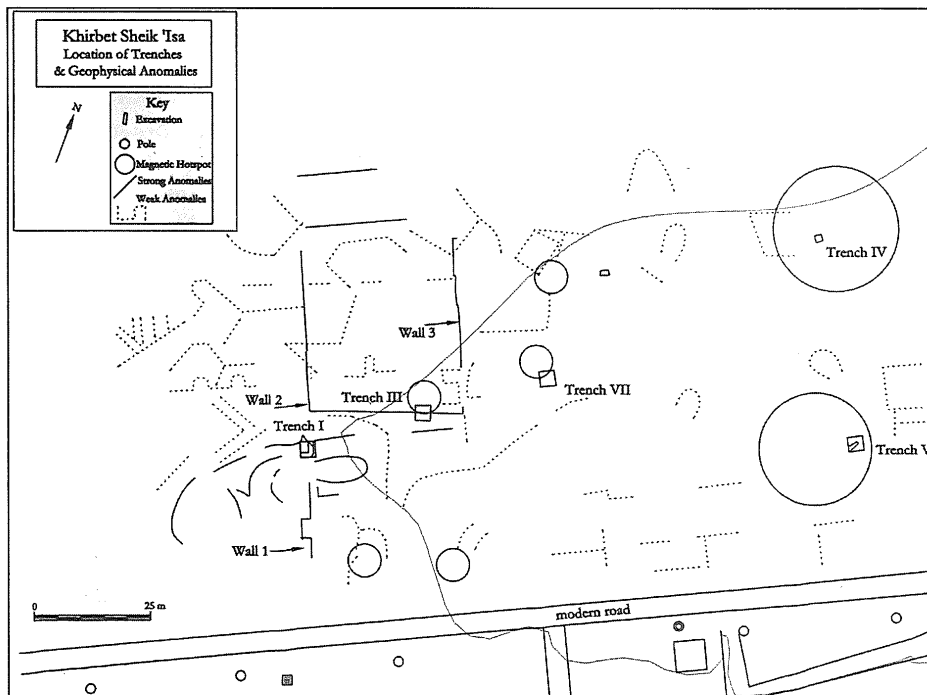 Khirbet Sheik 'Isa
Location of Trenches
& Geophysical Anomalies
N
Key
Excavation
Pole
Magnetic Hotspot
Strong Anomalies
Weak Anomalies
Trench IV
Wall 3
Trench III
Trench VII
Wall 2
Trench I
Trench V
Wall 1
0 25 m
modern road